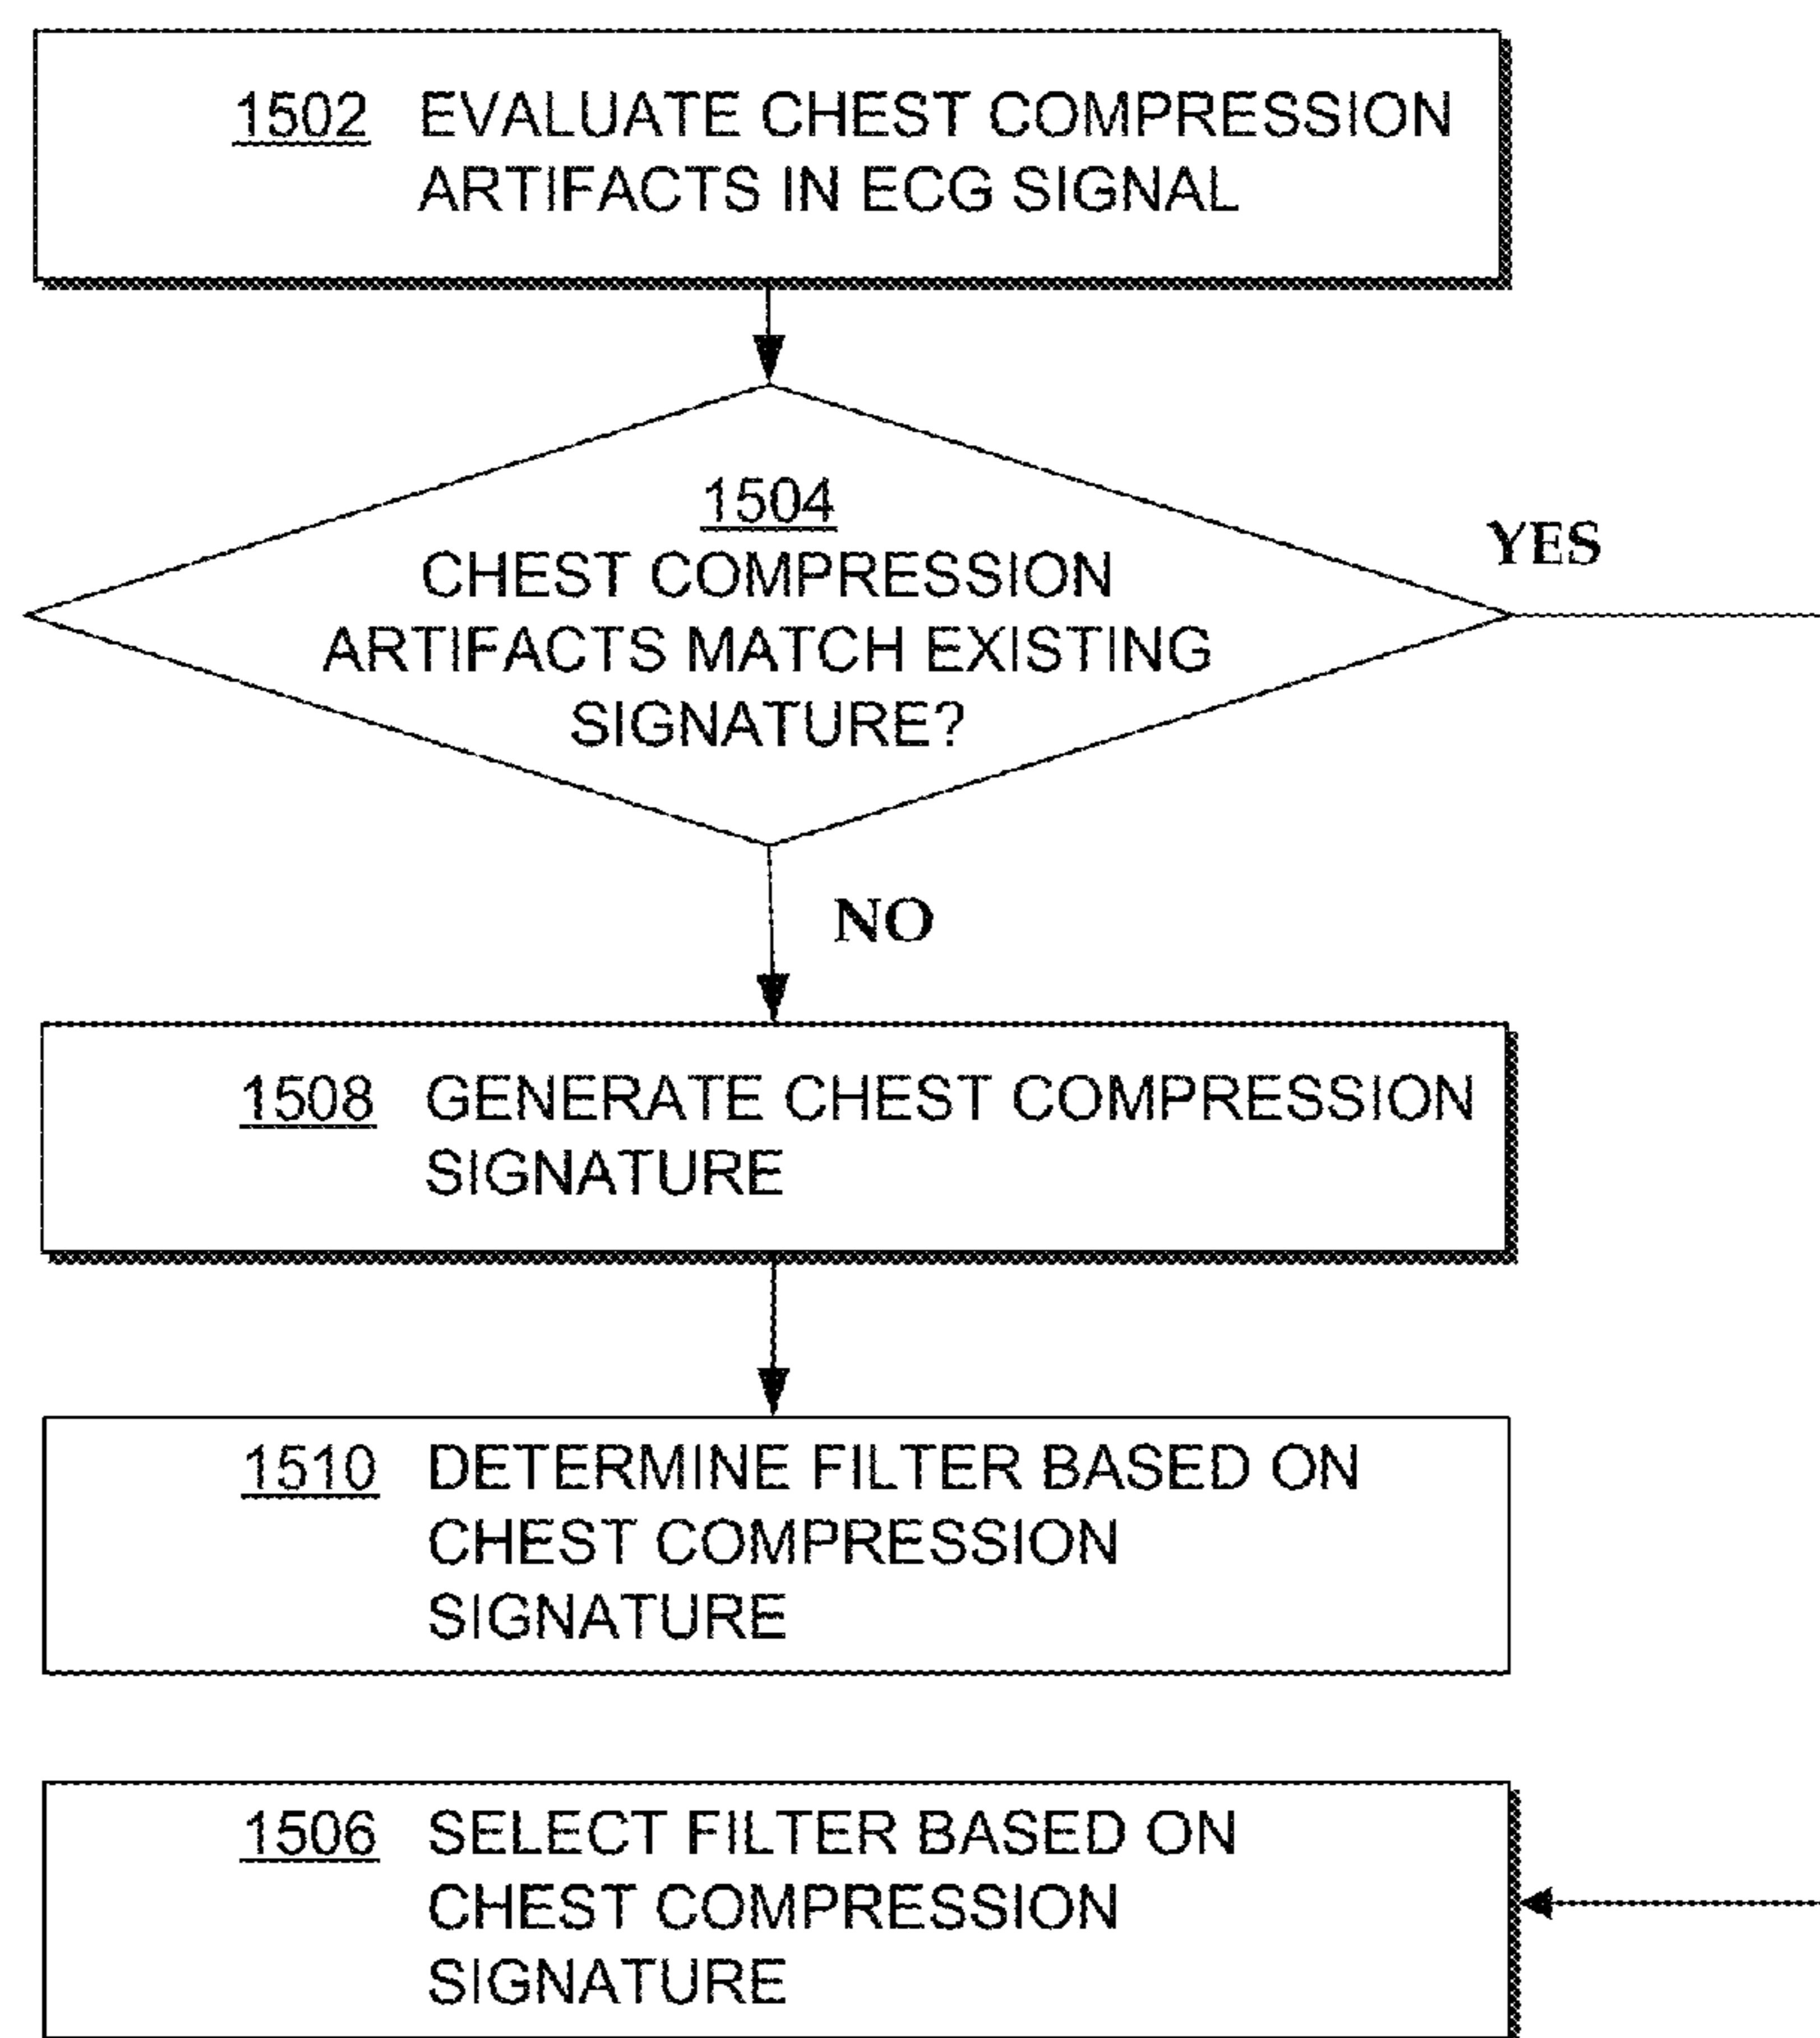 1502 EVALUATE CHEST COMPRESSION
ARTIFACTS IN ECG SIGNAL
1504
CHEST COMPRESSION
ARTIFACTS MATCH EXISTING
SIGNATURE?
YES
NO
1508 GENERATE CHEST COMPRESSION
SIGNATURE
1510 DETERMINE FILTER BASED ON
CHEST COMPRESSION
SIGNATURE
1506 SELECT FILTER BASED ON
CHEST COMPRESSION
SIGNATURE